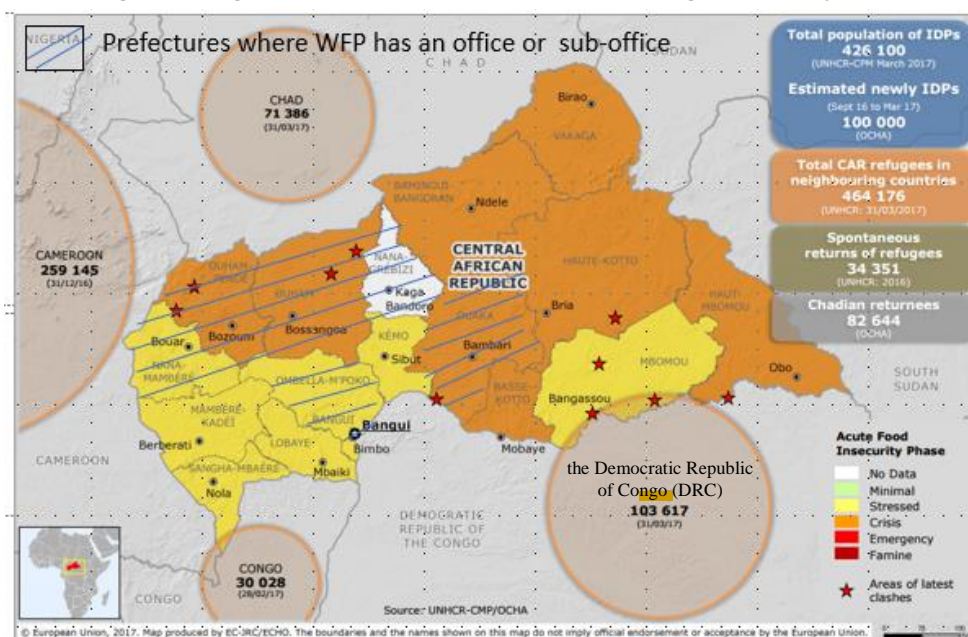 NIGERIA
Prefectures where WFP has an office or sub-office
SUDAN
CHAD
Total population of IDPs
426 100
(UNHCR-CPM March 2017)
Estimated newly IDPs
(Sept 16 to Mar 17)
100 000
(OCHA)
CHAD
71 386
(31/03/17)
Birao
VAKAGA
Total CAR refugees in
neighbouring countries
464 176
(UNHCR: 31/03/2017)
BAMINGUI-
BANGORAN
Ndele
CAMEROON
259 145
(31/12/16)
CENTRAL
AFRICAN
REPUBLIC
Spontaneous
returns of refugees
34 351
(UNHCR: 2016)
OUHAM-
PENDÉ
NANA-
GRÉBIZI
HAUTE-KOTTO
OUHAM
Kaga
Bandoro
HAUT-
MBOMOU
Chadian returnees
82 644
(OCHA)
OUAKA
Bria
Bozoum
Bossangoa
Bouar
KÉMO
Sibut
Bambari
MBOMOU
NANA-
MAMBÉRÉ
OMBELLA-M'POKO
BASSE-
KOTTO
Obo
SOUTH
SUDAN
Bangassou
MAMBÉRÉ-
KADÉÏ
BANGUI
Bangui
Berberati
LOBAYE
Bimbo
Mobaye
Acute Food
Insecurity Phase
CAMEROON
SANGHA-MBAÉRÉ
Mbaiki
the Democratic Republic
of Congo (DRC)
103 617
(31/03/17)
Nola
No Data
Minimal
Stressed
Crisis
Emergency
Famine
DEMOCRATIC
REPUBLIC OF
THE CONGO
CONGO
30 028
(28/02/17)
CONGO
Areas of latest
clashes
Source: UNHCR-CMP/OCHA
© European Union, 2017. Map produced by EC-JRC/ECHO. The boundaries and the names shown on this map do not imply official endorsement or acceptance by the European Union.